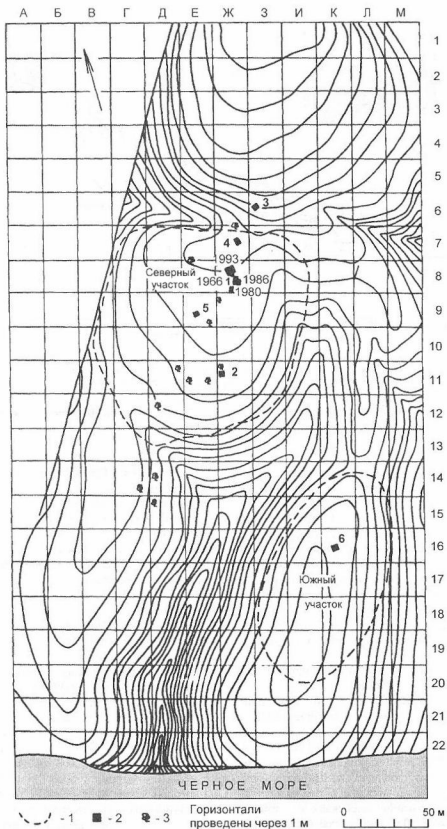 А Б В Г Д Е Ж З И К Л М
1
2
3
4
5
6
3
7
4
1993
8
Северный
1966 1 1986
участок
1980
9
5
10
2
11
12
13
14
15
6
16
Южный
17
участок
18
19
20
21
22
ЧЕРНОЕ МОРЕ
- 1 - 2 - 3
Горизонтали
проведены через 1 м
0 50 м